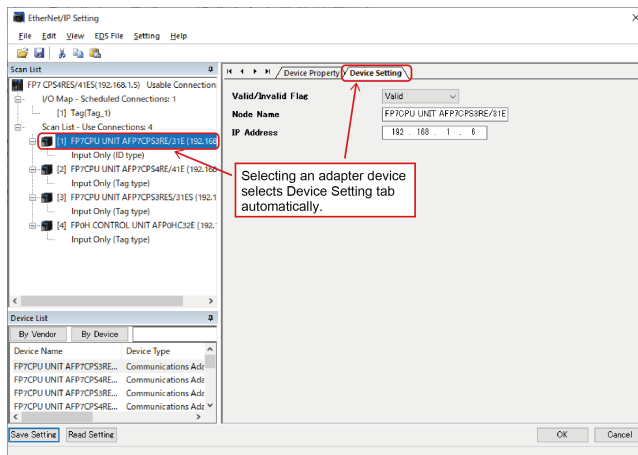 EtherNet/IP Setting
File Edit View EDS File Setting Help
Scan List
FP7 CPS4RES/41ES(192.168.1.5) Usable Connection:
I/O Map - Scheduled Connections: 1
[1] Tag(Tag_1)
Scan List - Use Connections: 4
[1] FP7CPU UNIT AFP7CPS3RE/31E (192.168
Input Only (ID type)
[2] FP7CPU UNIT AFP7CPS4RE/41E (192.168
Input Only (Tag type)
[3] FP7CPU UNIT AFP7CPS3RES/31ES (192.1
Input Only (Tag type)
[4] FP0H CONTROL UNIT AFP0HC32E (192.
Input Only (Tag type)
Device List
By Vendor By Device
Device Name Device Type
FP7CPU UNIT AFP7CPS3RE... Communications Ada
FP7CPU UNIT AFP7CPS4RE... Communications Ada
FP7CPU UNIT AFP7CPS3RE... Communications Ada
FP7CPU UNIT AFP7CPS4RE... Communications Ada
Save Setting Read Setting
Device Property Device Setting
Valid/Invalid Flag Valid
Node Name FP7CPU UNIT AFP7CPS3RE/31E
IP Address 192 . 168 . 1 . 6
Selecting an adapter device
selects Device Setting tab
automatically.
OK Cancel